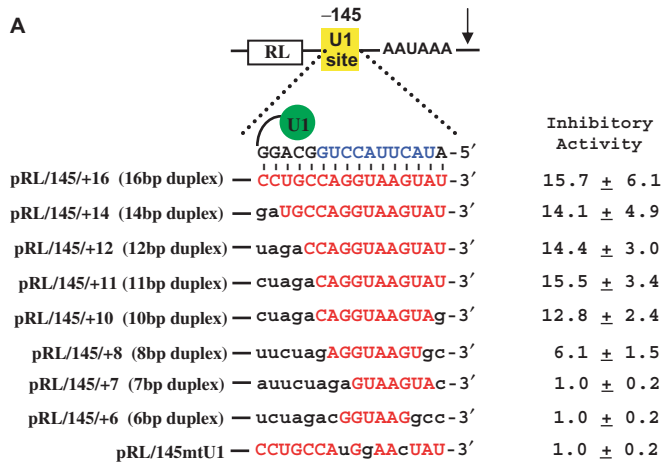 A
–145
RL
U1
site
AAUAAA
U1
GGACGGUCCAUUCAUA-5′
Inhibitory
Activity
pRL/145/+16 (16bp duplex) CCUGCCAGGUAAGUAU-3′ 15.7 ± 6.1
pRL/145/+14 (14bp duplex) gaUGCCAGGUAAGUAU-3′ 14.1 ± 4.9
pRL/145/+12 (12bp duplex) uagaCCAGGUAAGUAU-3′ 14.4 ± 3.0
pRL/145/+11 (11bp duplex) cuagaCAGGUAAGUAU-3′ 15.5 ± 3.4
pRL/145/+10 (10bp duplex) cuagaCAGGUAAGUAg-3′ 12.8 ± 2.4
pRL/145/+8 (8bp duplex) uucuagAGGUAAGUgc-3′ 6.1 ± 1.5
pRL/145/+7 (7bp duplex) auucuagaGUAAGUAc-3′ 1.0 ± 0.2
pRL/145/+6 (6bp duplex) ucuagacGGUAAGgcc-3′ 1.0 ± 0.2
pRL/145mtU1 CCUGCCAuGgAAcUAU-3′ 1.0 ± 0.2